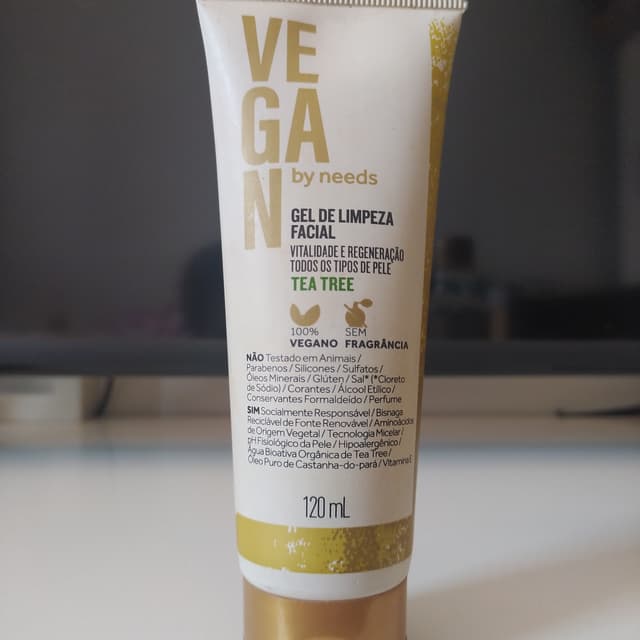 VE
GA
N
by needs
GEL DE LIMPEZA
FACIAL
VITALIDADE E REGENERAÇÃO
TODOS OS TIPOS DE PELE
TEA TREE
100% VEGANO
SEM FRAGRÂNCIA
NÃO Testado em Animais /
Parabenos / Silicones / Sulfatos /
Óleos Minerais / Glúten / Sal* (*Cloreto
de Sódio) / Corantes / Álcool Etílico /
Conservantes Formaldeído / Perfume
SIM Socialmente Responsável / Bisnaga
Reciclável de Fonte Renovável / Aminoácidos
de Origem Vegetal / Tecnologia Micelar /
pH Fisiológico da Pele / Hipoalergênico /
Água Bioativa Orgânica de Tea Tree /
Óleo Puro de Castanha-do-pará / Vitamina E
120 mL